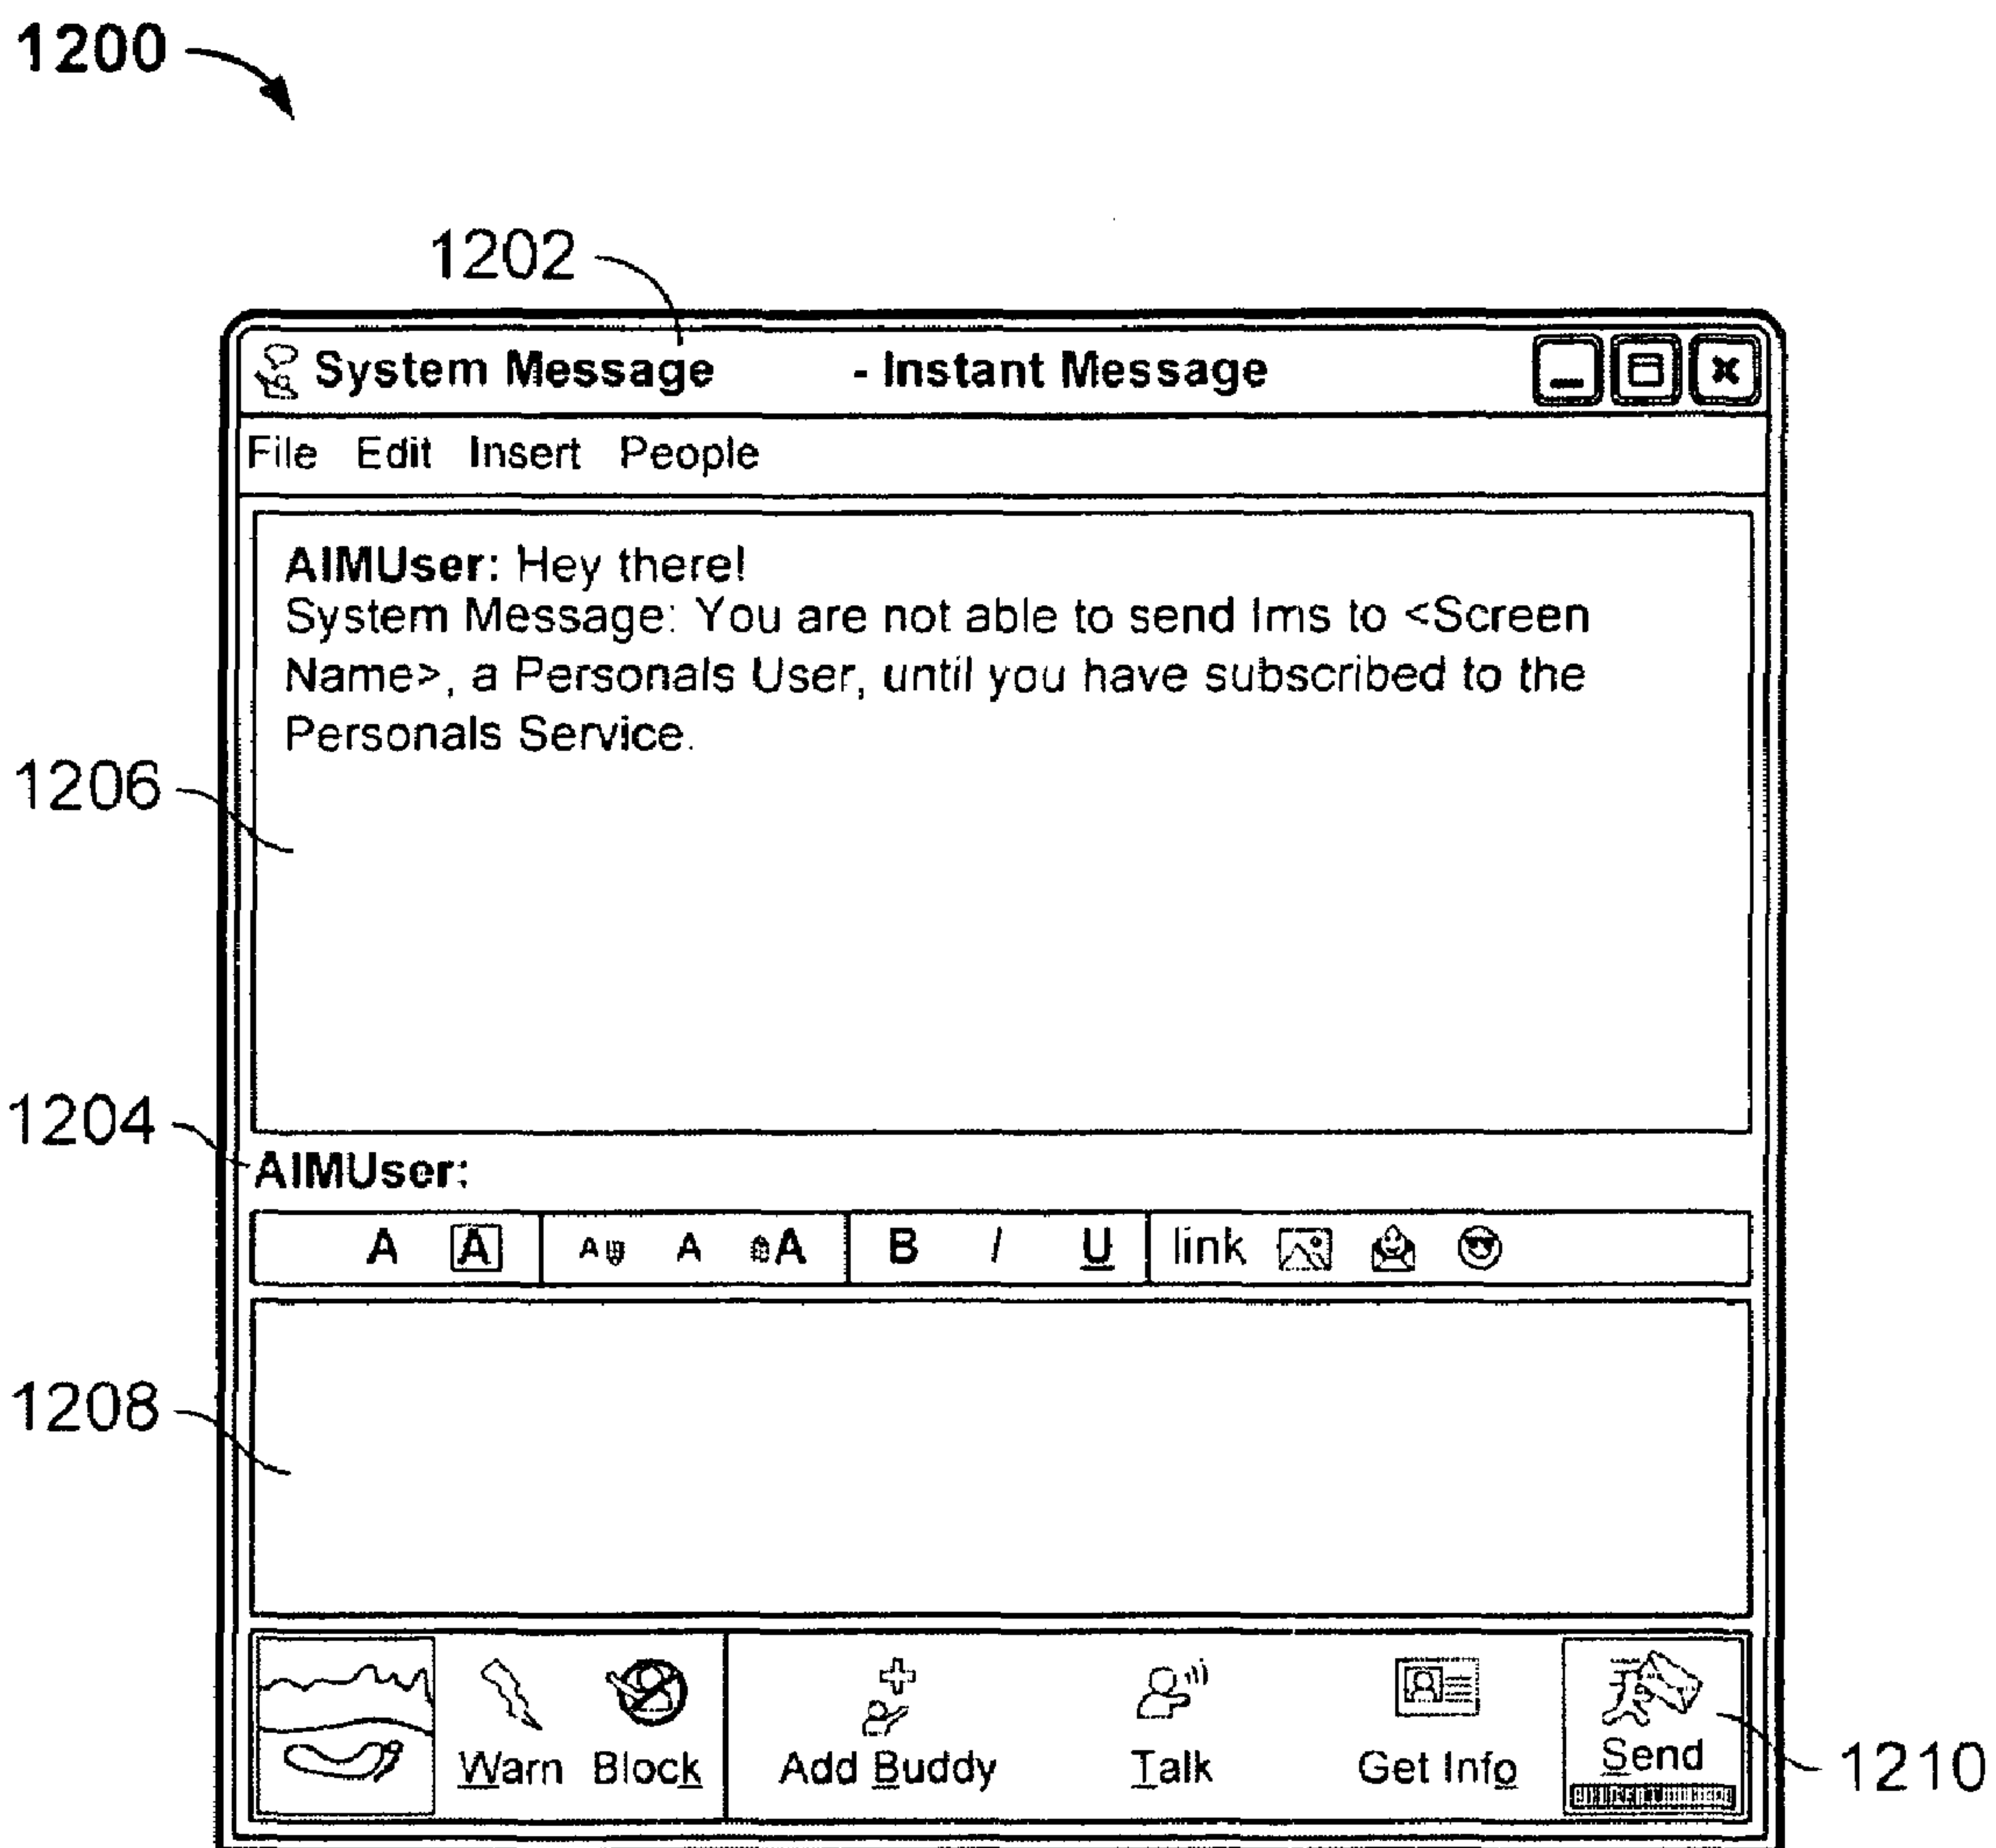 1200
1202
System Message - Instant Message
File Edit Insert People
AIMUser: Hey there!
System Message: You are not able to send Ims to <Screen
Name>, a Personals User, until you have subscribed to the
Personals Service.
1206
1204
AIMUser:
A A A A A B I U link
1208
Warn Block Add Buddy Talk Get Info Send
1210